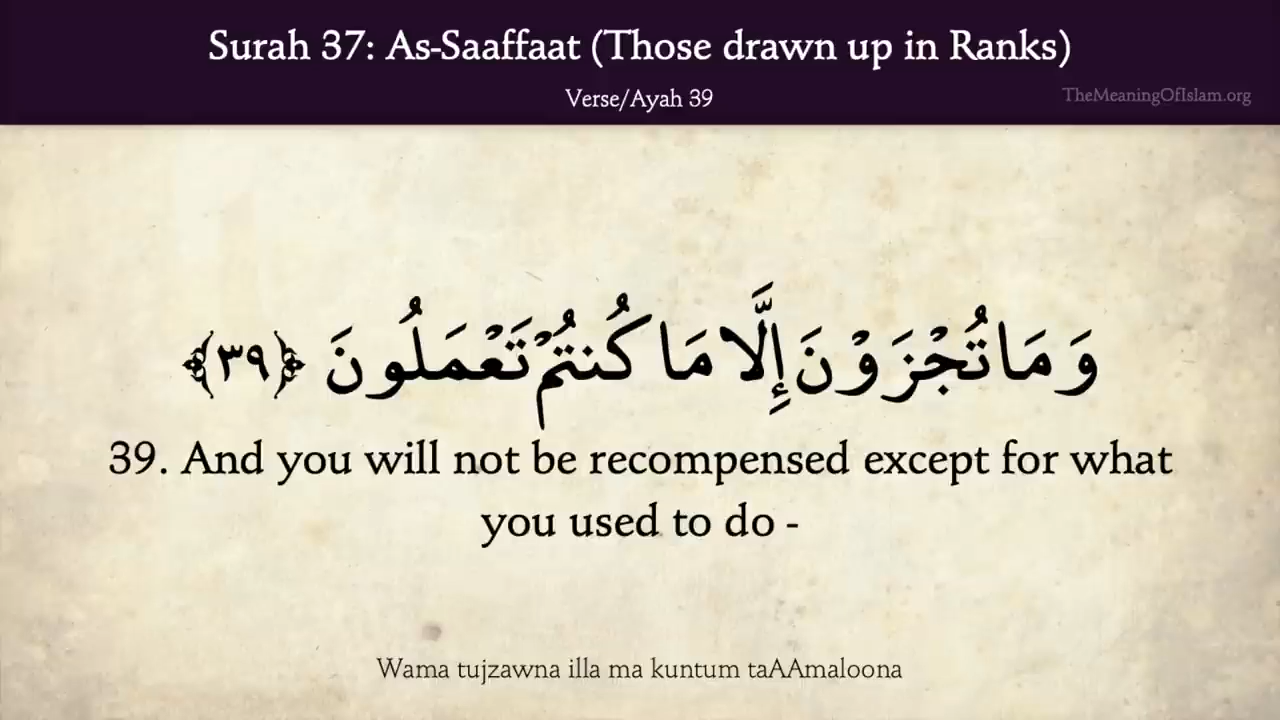 Surah 37: As-Saaffaat (Those drawn up in Ranks)
Verse/Ayah 39
TheMeaningOfIslam.org
وَمَا تُجْزَوْنَ إِلَّا مَا كُنتُمْ تَعْمَلُونَ ﴿٣٩﴾
39. And you will not be recompensed except for what
you used to do -
Wama tujzawna illa ma kuntum taAAmaloona